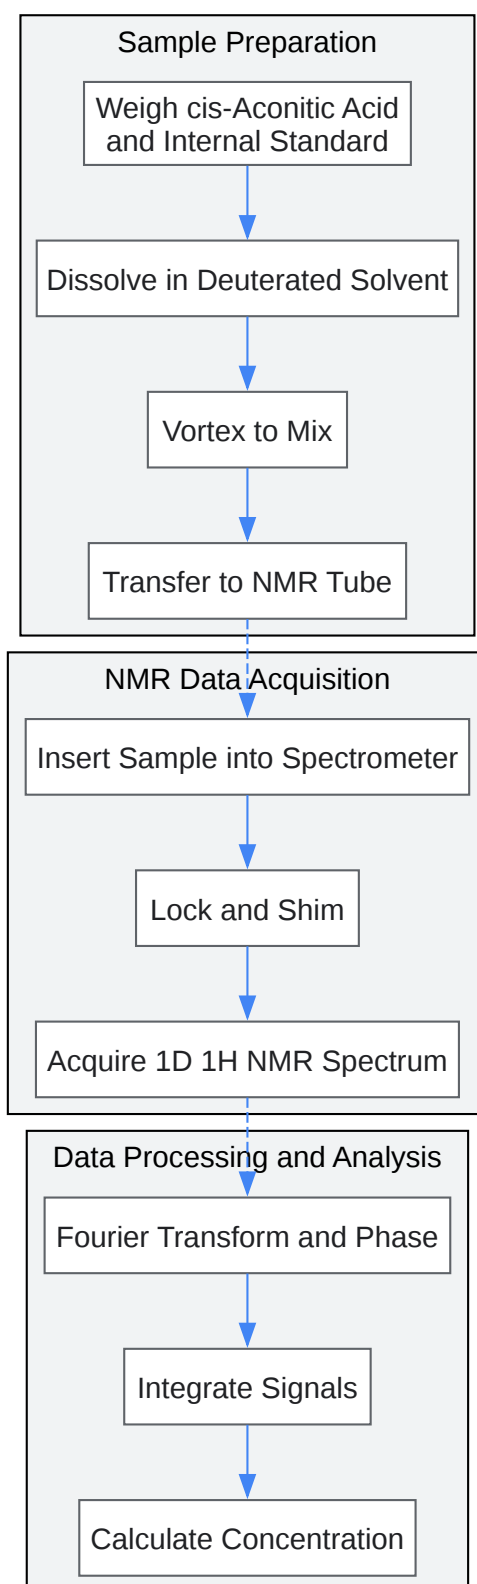 Sample Preparation
Weigh cis-Aconitic Acid
and Internal Standard
Dissolve in Deuterated Solvent
Vortex to Mix
Transfer to NMR Tube
NMR Data Acquisition
Insert Sample into Spectrometer
Lock and Shim
Acquire 1D 1H NMR Spectrum
Data Processing and Analysis
Fourier Transform and Phase
Integrate Signals
Calculate Concentration